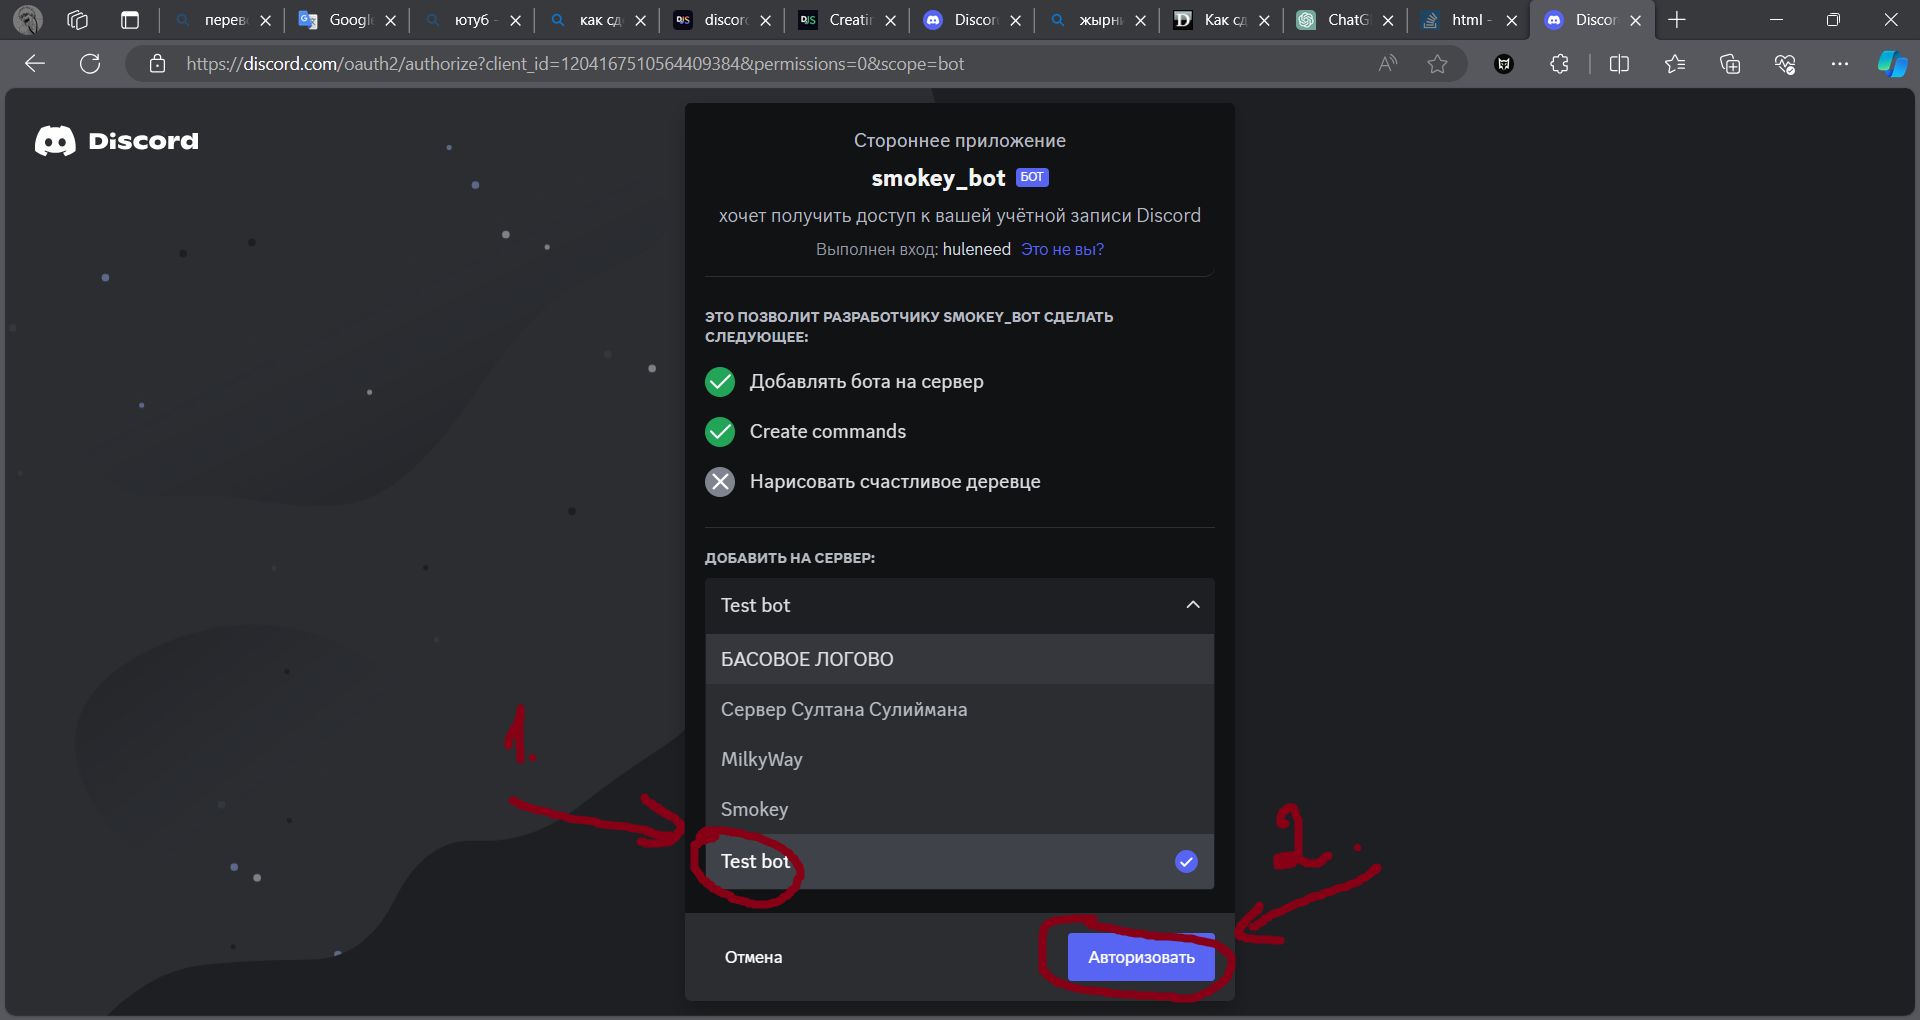 перев
Google
ютуб -
как сд
discord
Creatin
Discor
жырн
Как сд
ChatG
html -
Discor
https://discord.com/oauth2/authorize?client_id=1204167510564409384&permissions=0&scope=bot
Discord
Стороннее приложение
smokey_bot БОТ
хочет получить доступ к вашей учётной записи Discord
Выполнен вход: huleneed Это не вы?
ЭТО ПОЗВОЛИТ РАЗРАБОТЧИКУ SMOKEY_BOT СДЕЛАТЬ
СЛЕДУЮЩЕЕ:
Добавлять бота на сервер
Create commands
Нарисовать счастливое деревце
ДОБАВИТЬ НА СЕРВЕР:
Test bot
БАСОВОЕ ЛОГОВО
Сервер Султана Сулиймана
MilkyWay
Smokey
Test bot
1.
2.
Отмена
Авторизовать